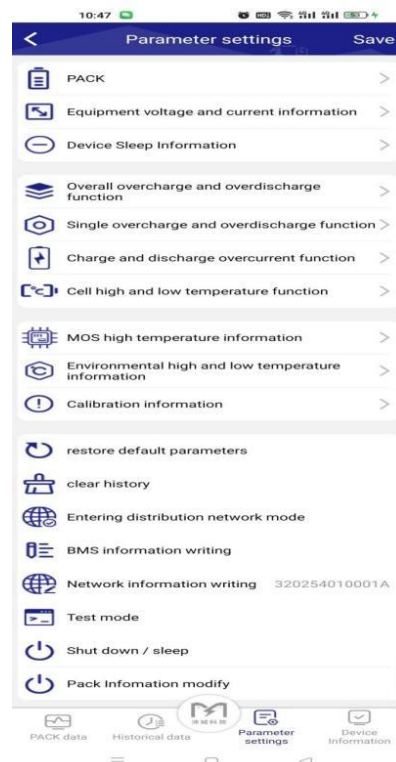 10:47
Parameter settings
Save
PACK
Equipment voltage and current information
Device Sleep Information
Overall overcharge and overdischarge
function
Single overcharge and overdischarge function
Charge and discharge overcurrent function
Cell high and low temperature function
MOS high temperature information
Environmental high and low temperature
information
Calibration information
restore default parameters
clear history
Entering distribution network mode
BMS information writing
Network information writing 320254010001A
Test mode
Shut down / sleep
Pack Infomation modify
PACK data
Historical data
Parameter
settings
Device
Information